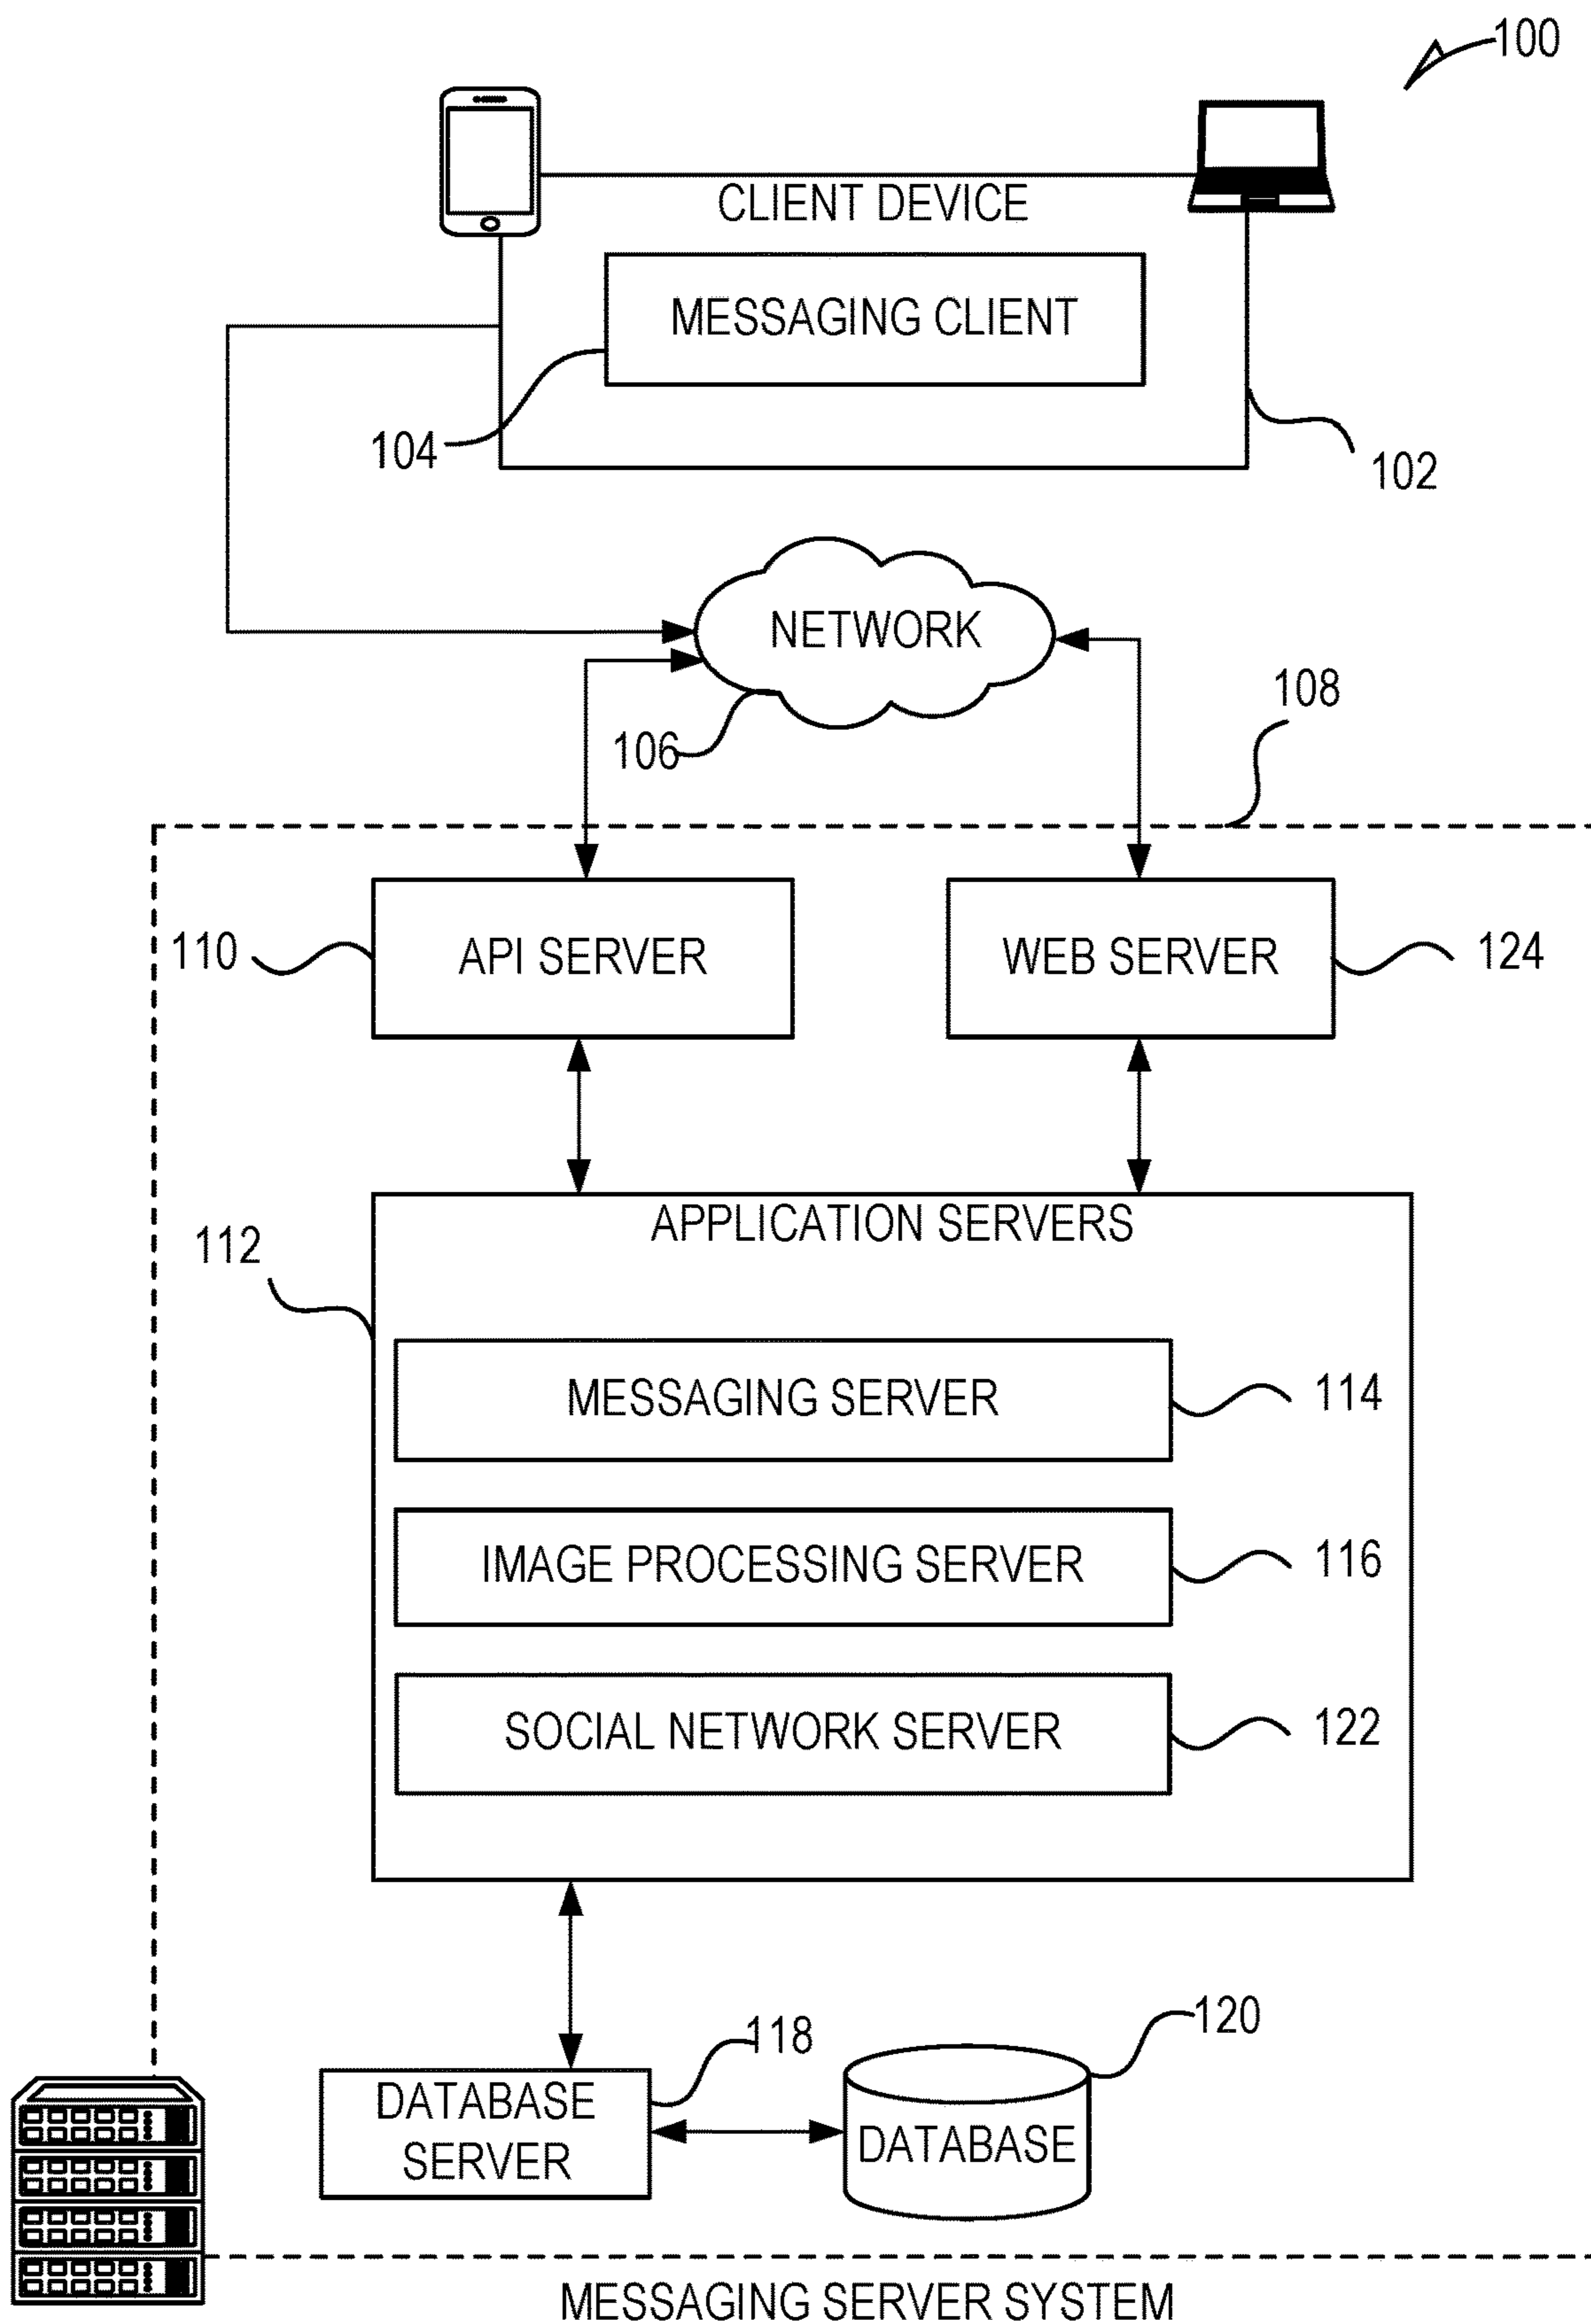 100
CLIENT DEVICE
MESSAGING CLIENT
104
102
NETWORK
106
108
110
API SERVER
WEB SERVER
124
APPLICATION SERVERS
112
MESSAGING SERVER
114
IMAGE PROCESSING SERVER
116
SOCIAL NETWORK SERVER
122
118
120
DATABASE
SERVER
DATABASE
MESSAGING SERVER SYSTEM